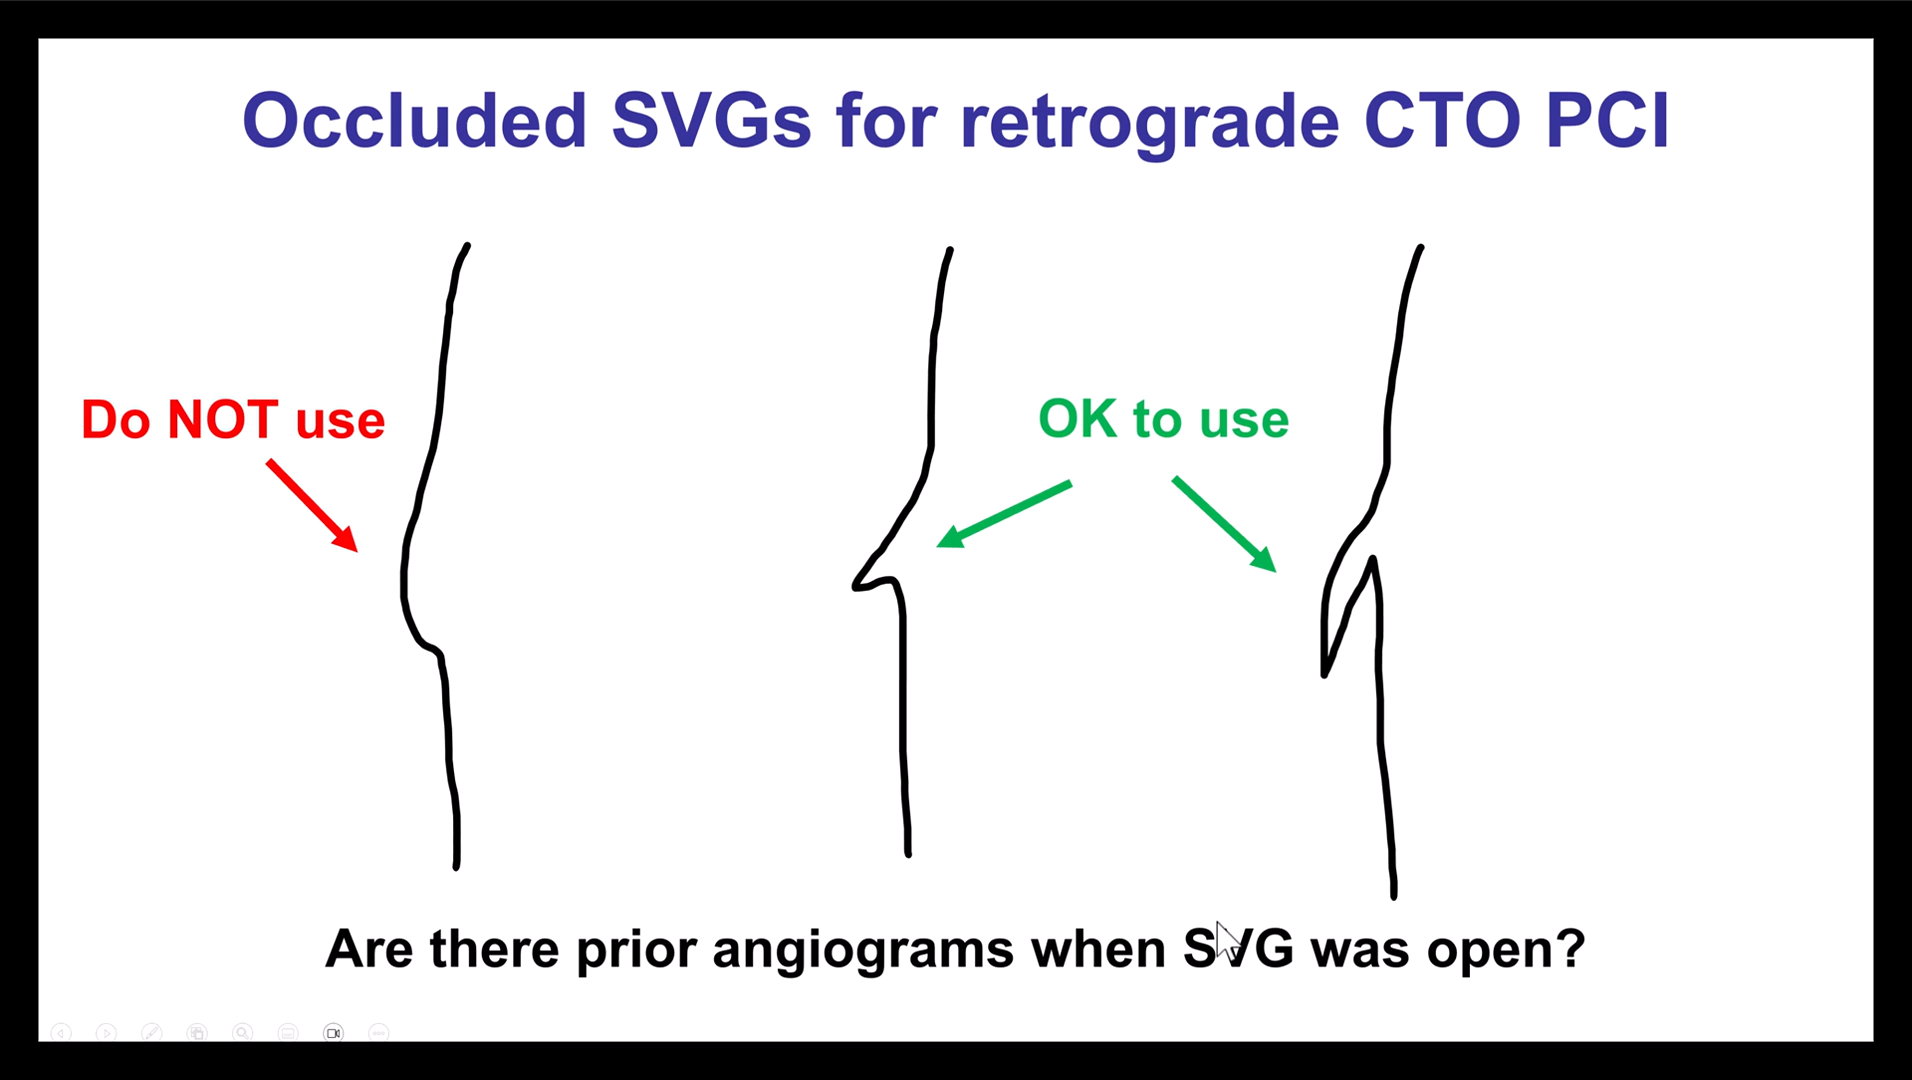 Occluded SVGs for retrograde CTO PCI
Do NOT use
OK to use
Are there prior angiograms when SVG was open?